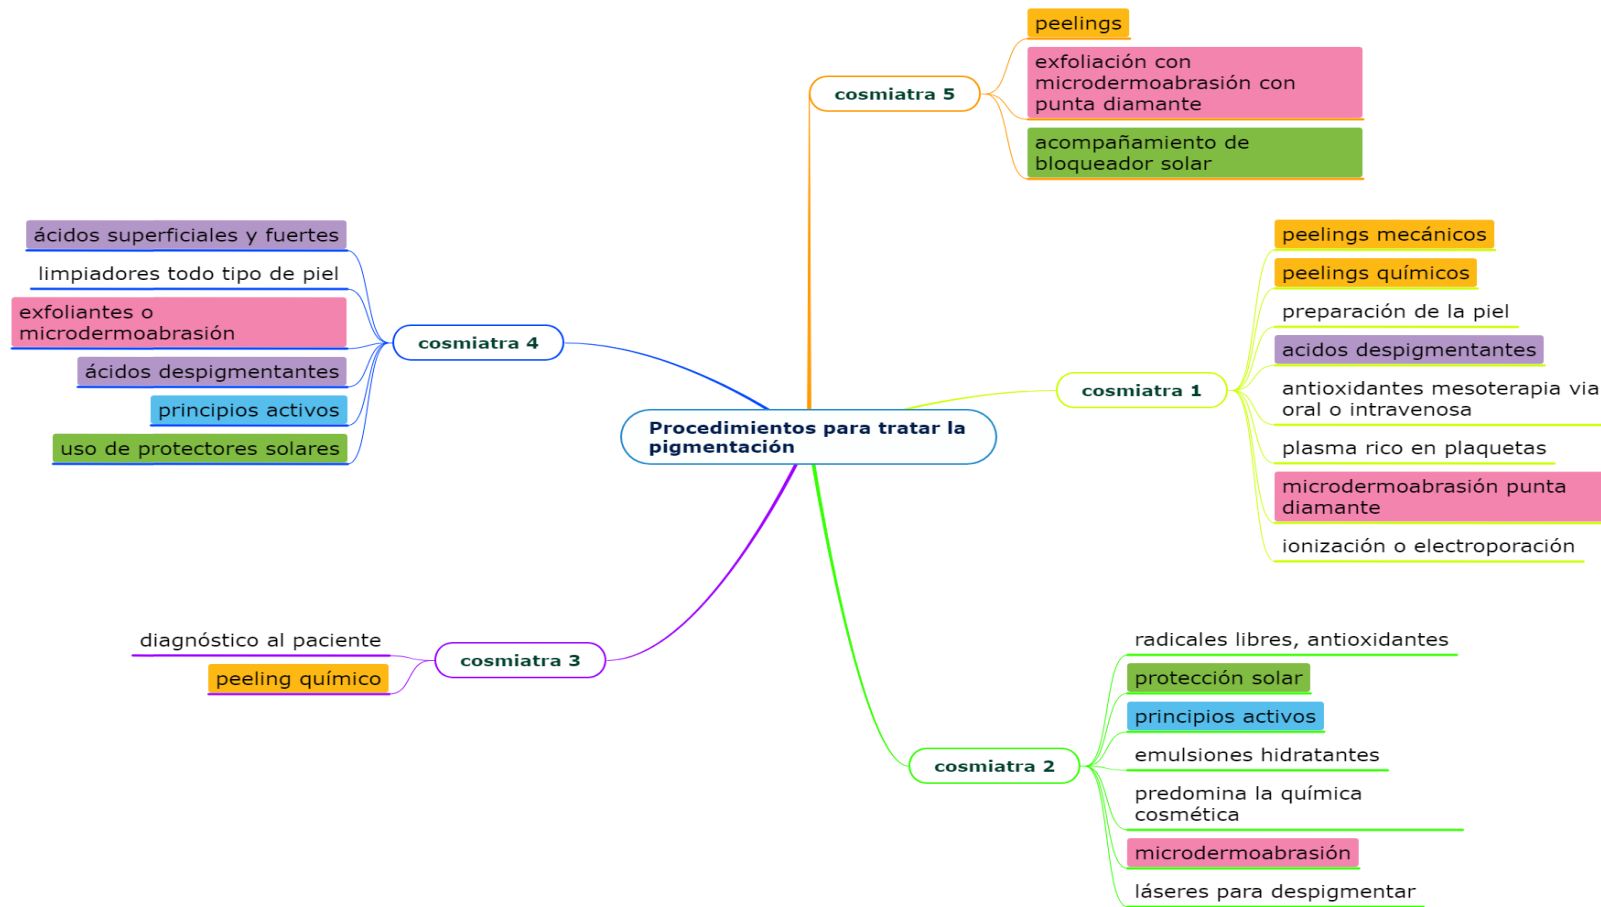 Procedimientos para tratar la
pigmentación
cosmiatra 5
peelings
exfoliación con
microdermoabrasión con
punta diamante
acompañamiento de
bloqueador solar
cosmiatra 1
peelings mecánicos
peelings químicos
preparación de la piel
acidos despigmentantes
antioxidantes mesoterapia via
oral o intravenosa
plasma rico en plaquetas
microdermoabrasión punta
diamante
ionización o electroporación
cosmiatra 2
radicales libres, antioxidantes
protección solar
principios activos
emulsiones hidratantes
predomina la química
cosmética
microdermoabrasión
láseres para despigmentar
cosmiatra 3
diagnóstico al paciente
peeling químico
cosmiatra 4
ácidos superficiales y fuertes
limpiadores todo tipo de piel
exfoliantes o
microdermoabrasión
ácidos despigmentantes
principios activos
uso de protectores solares